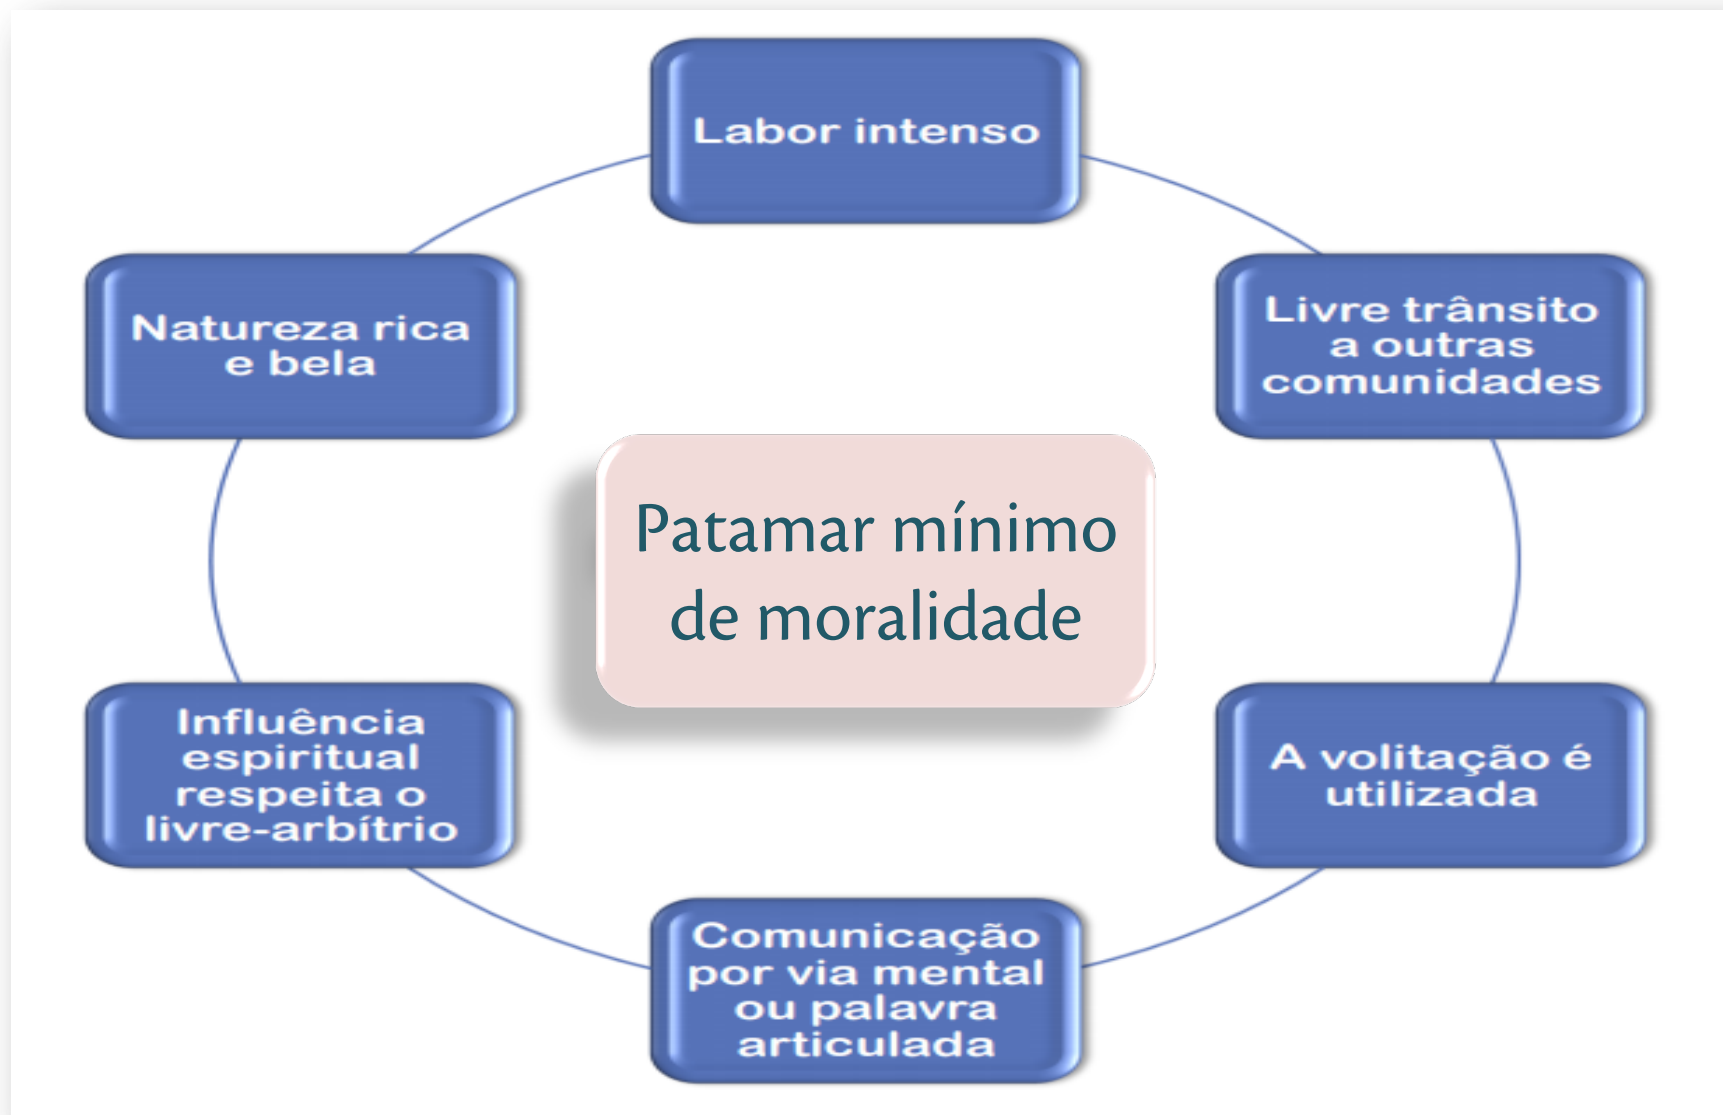 Labor intenso
Livre trânsito
a outras
comunidades
A volitação é
utilizada
Comunicação
por via mental
ou palavra
articulada
Influência
espiritual
respeita o
livre-arbítrio
Natureza rica
e bela
Patamar mínimo
de moralidade